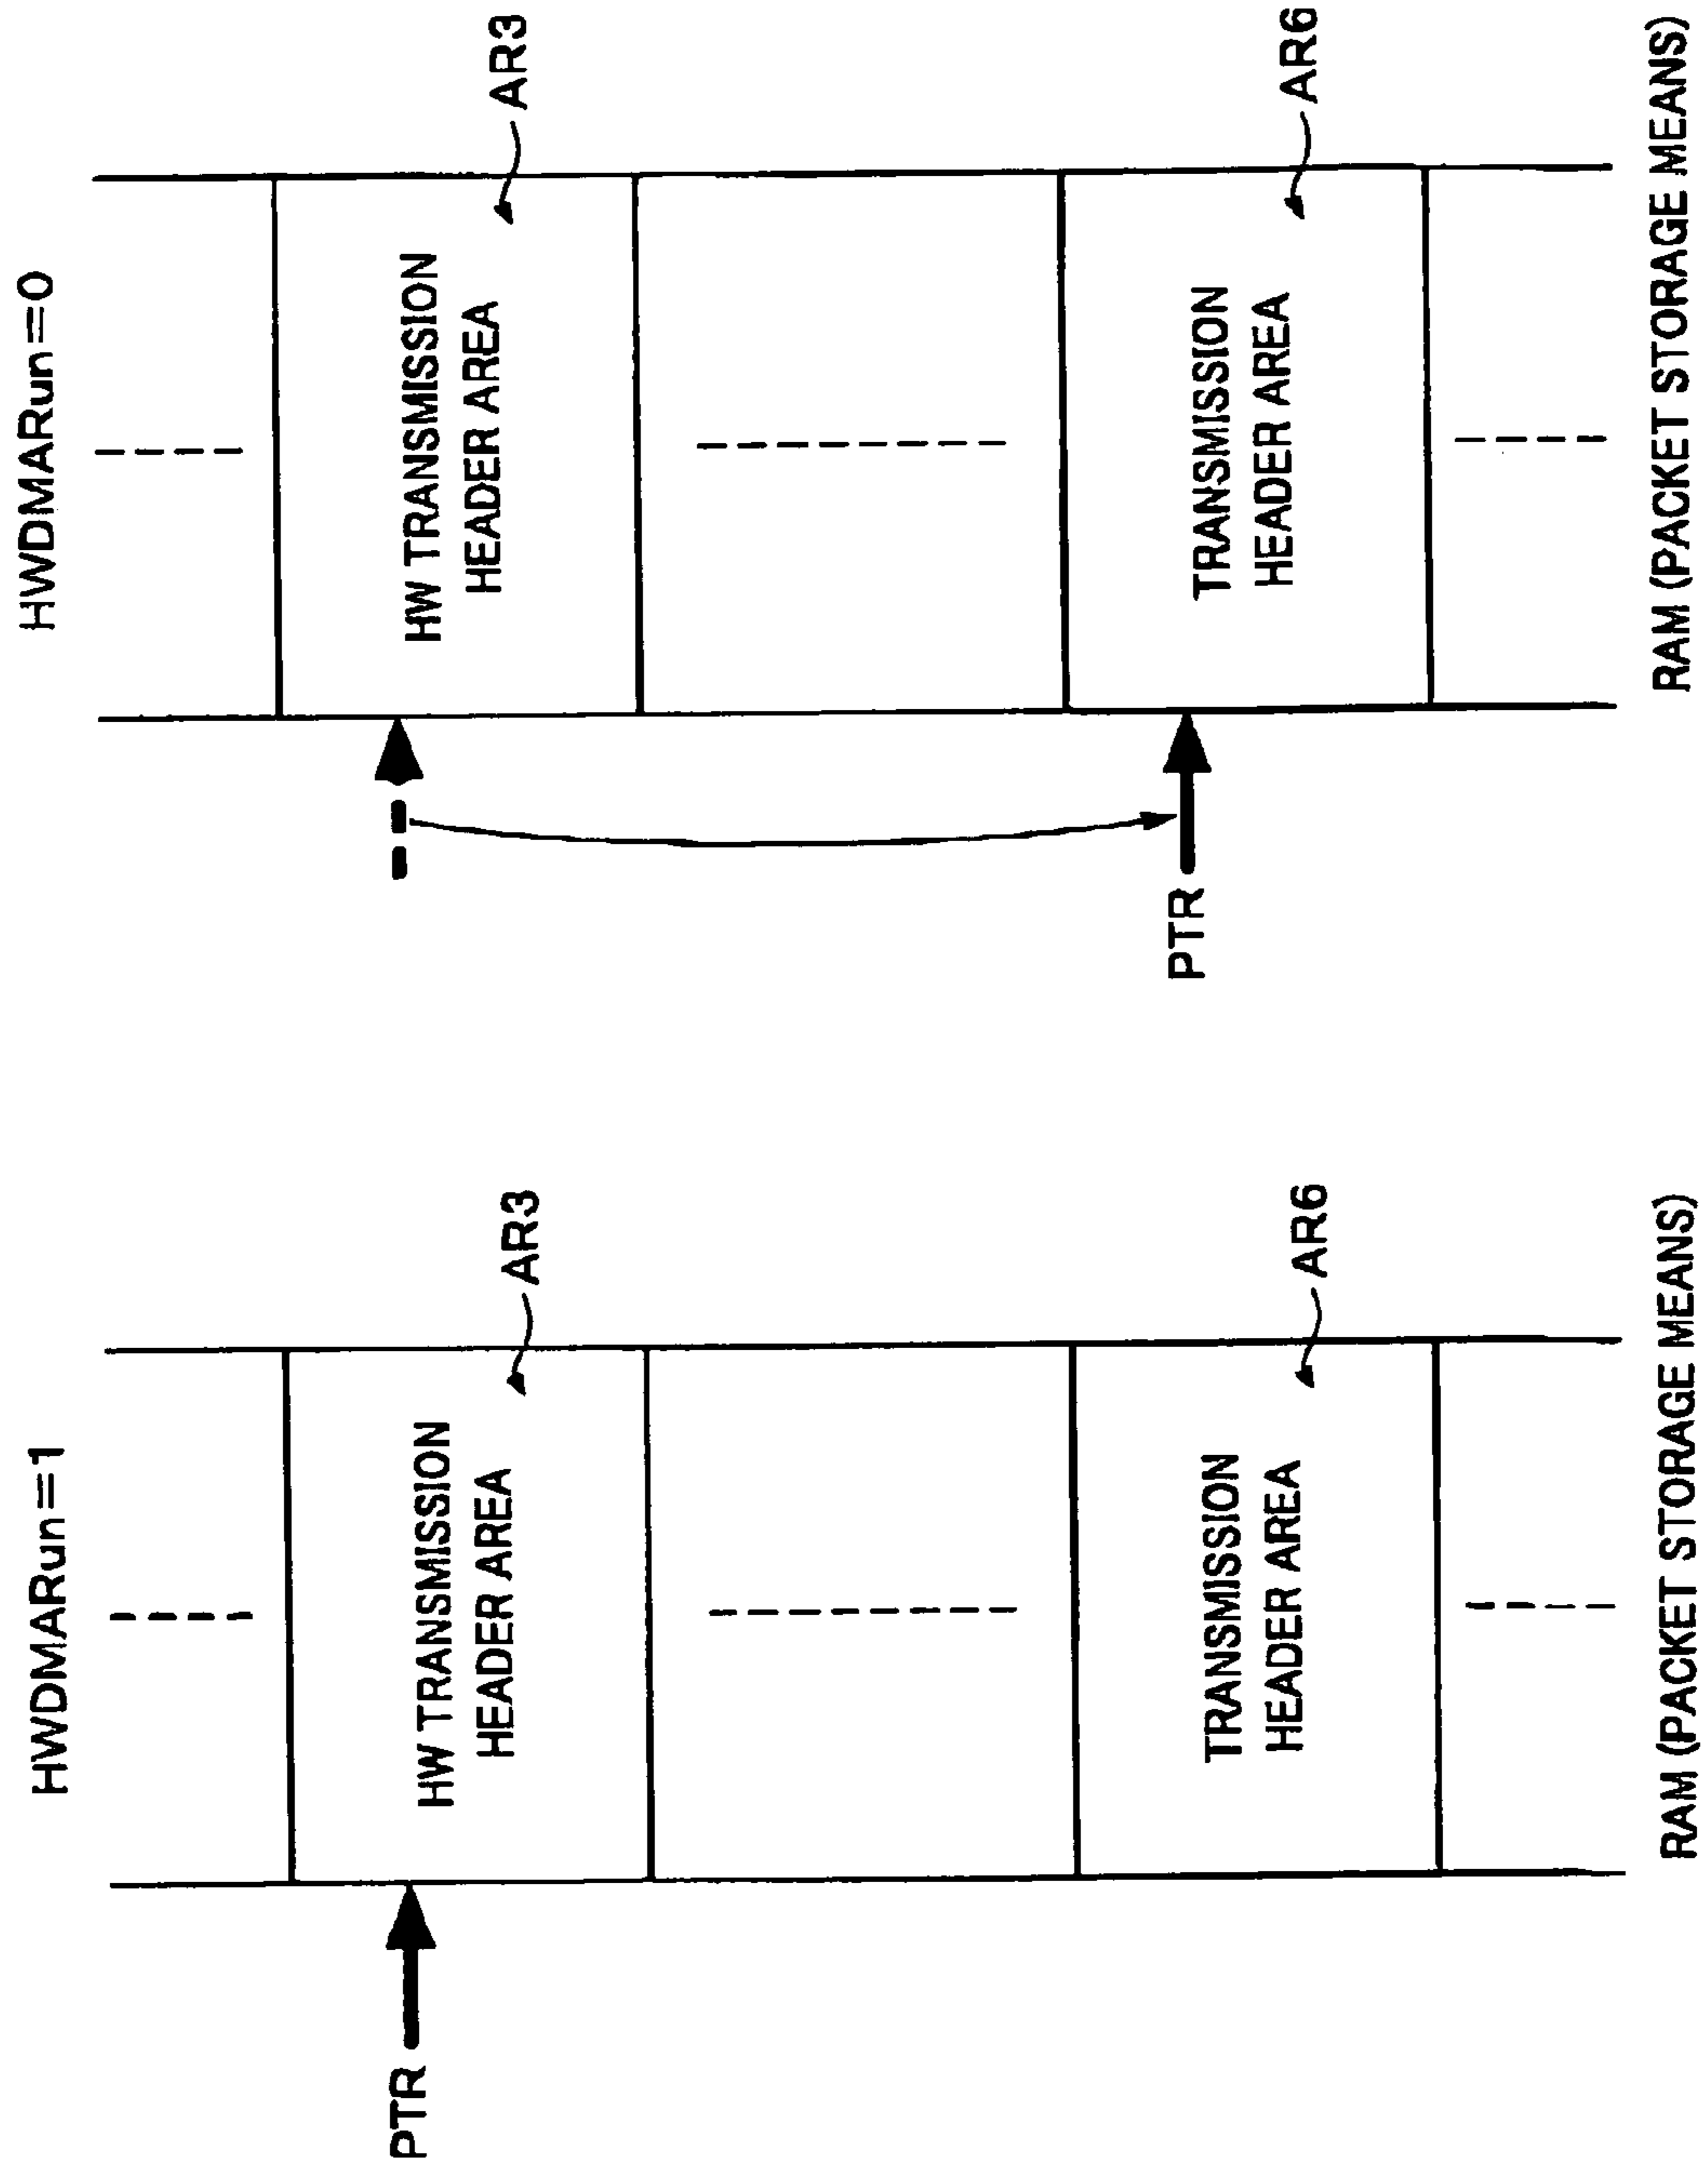 HWDMARun=1
HW TRANSMISSION
HEADER AREA
AR3
PTR
TRANSMISSION
HEADER AREA
AR6
RAM (PACKET STORAGE MEANS)
HWDMARun=0
HW TRANSMISSION
HEADER AREA
AR3
PTR
TRANSMISSION
HEADER AREA
AR6
RAM (PACKET STORAGE MEANS)